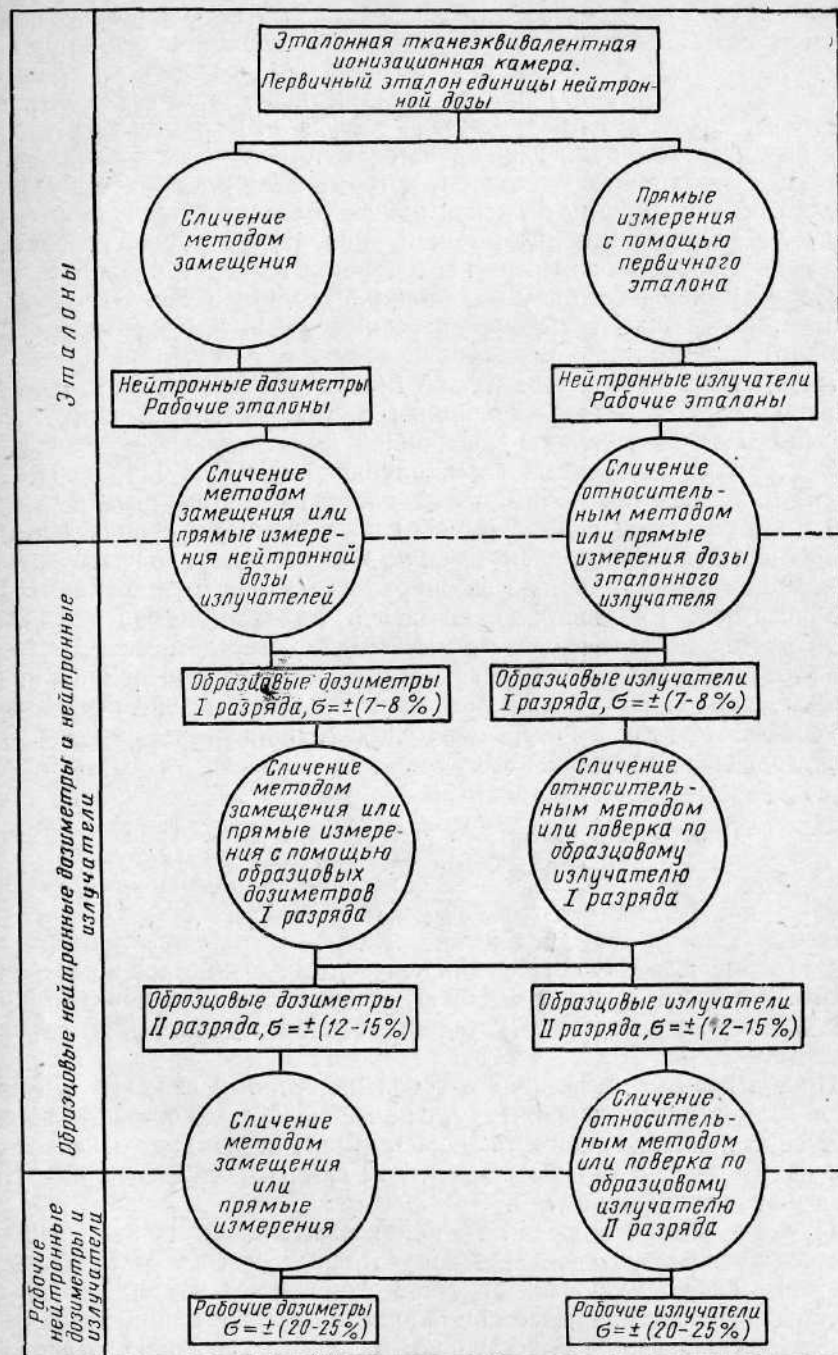 Эталонная тканеэквивалентная
ионизационная камера.
Первичный эталон единицы нейтрон-
ной дозы
Сличение
методом
замещения
Прямые
измерения
с помощью
первичного
эталона
Эталоны
Нейтронные дозиметры
Рабочие эталоны
Нейтронные излучатели
Рабочие эталоны
Сличение
методом
замещения или
прямые измере-
ния нейтронной
дозы
излучателей
Сличение
относитель-
ным методом
или прямые
измерения дозы
эталонного
излучателя
Образцовые нейтронные дозиметры и нейтронные
излучатели
Образцовые дозиметры
I разряда, σ=±(7-8%)
Образцовые излучатели
I разряда, σ=±(7-8%)
Сличение
методом
замещения или
прямые измере-
ния с помощью
образцовых
дозиметров
I разряда
Сличение
относитель-
ным методом
или поверка по
образцовому
излучателю
I разряда
Оброзцовые дозиметры
II разряда, σ=±(12-15%)
Образцовые излучатели
II разряда, σ=±(12-15%)
Сличение
методом
замещения
или
прямые
измерения
Сличение
относитель-
ным методом
или поверка по
образцовому
излучателю
II разряда
Рабочие
нейтронные
дозиметры и
излучатели
Рабочие дозиметры
σ=±(20-25%)
Рабочие излучатели
σ=±(20-25%)